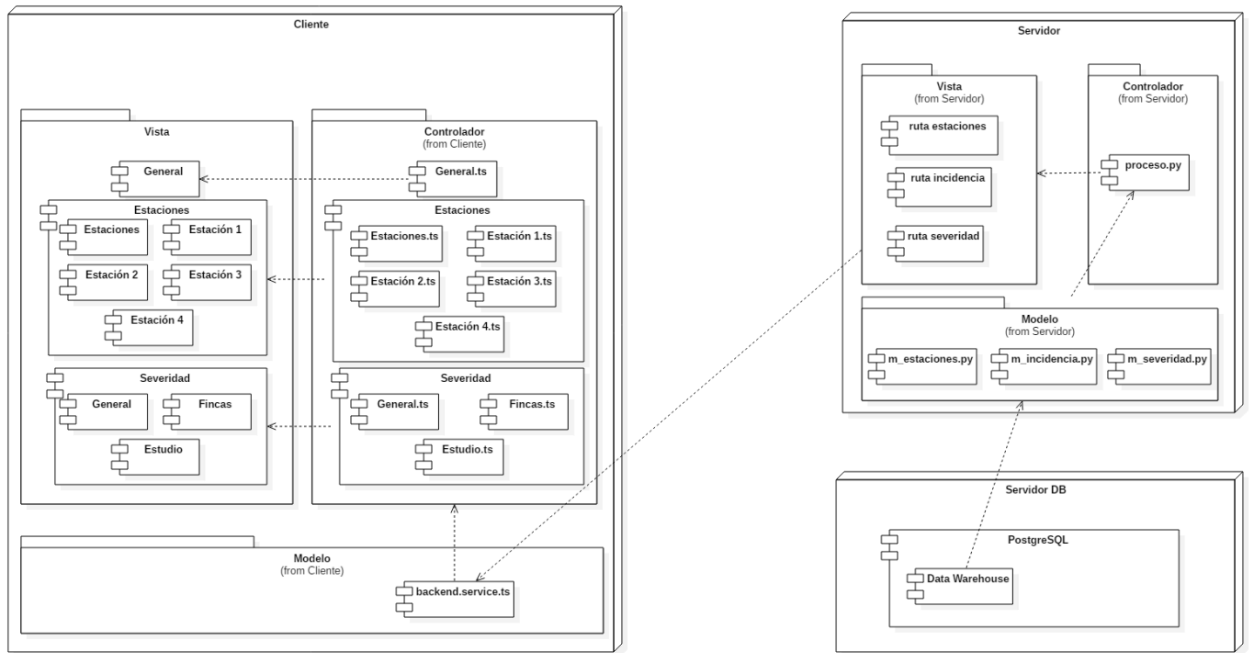 Cliente
Vista
General
Estaciones
Estaciones
Estación 1
Estación 2
Estación 3
Estación 4
Severidad
General
Fincas
Estudio
Controlador
(from Cliente)
General.ts
Estaciones
Estaciones.ts
Estación 1.ts
Estación 2.ts
Estación 3.ts
Estación 4.ts
Severidad
General.ts
Fincas.ts
Estudio.ts
Modelo
(from Cliente)
backend.service.ts
Servidor
Vista
(from Servidor)
ruta estaciones
ruta incidencia
ruta severidad
Controlador
(from Servidor)
proceso.py
Modelo
(from Servidor)
m_estaciones.py
m_incidencia.py
m_severidad.py
Servidor DB
PostgreSQL
Data Warehouse